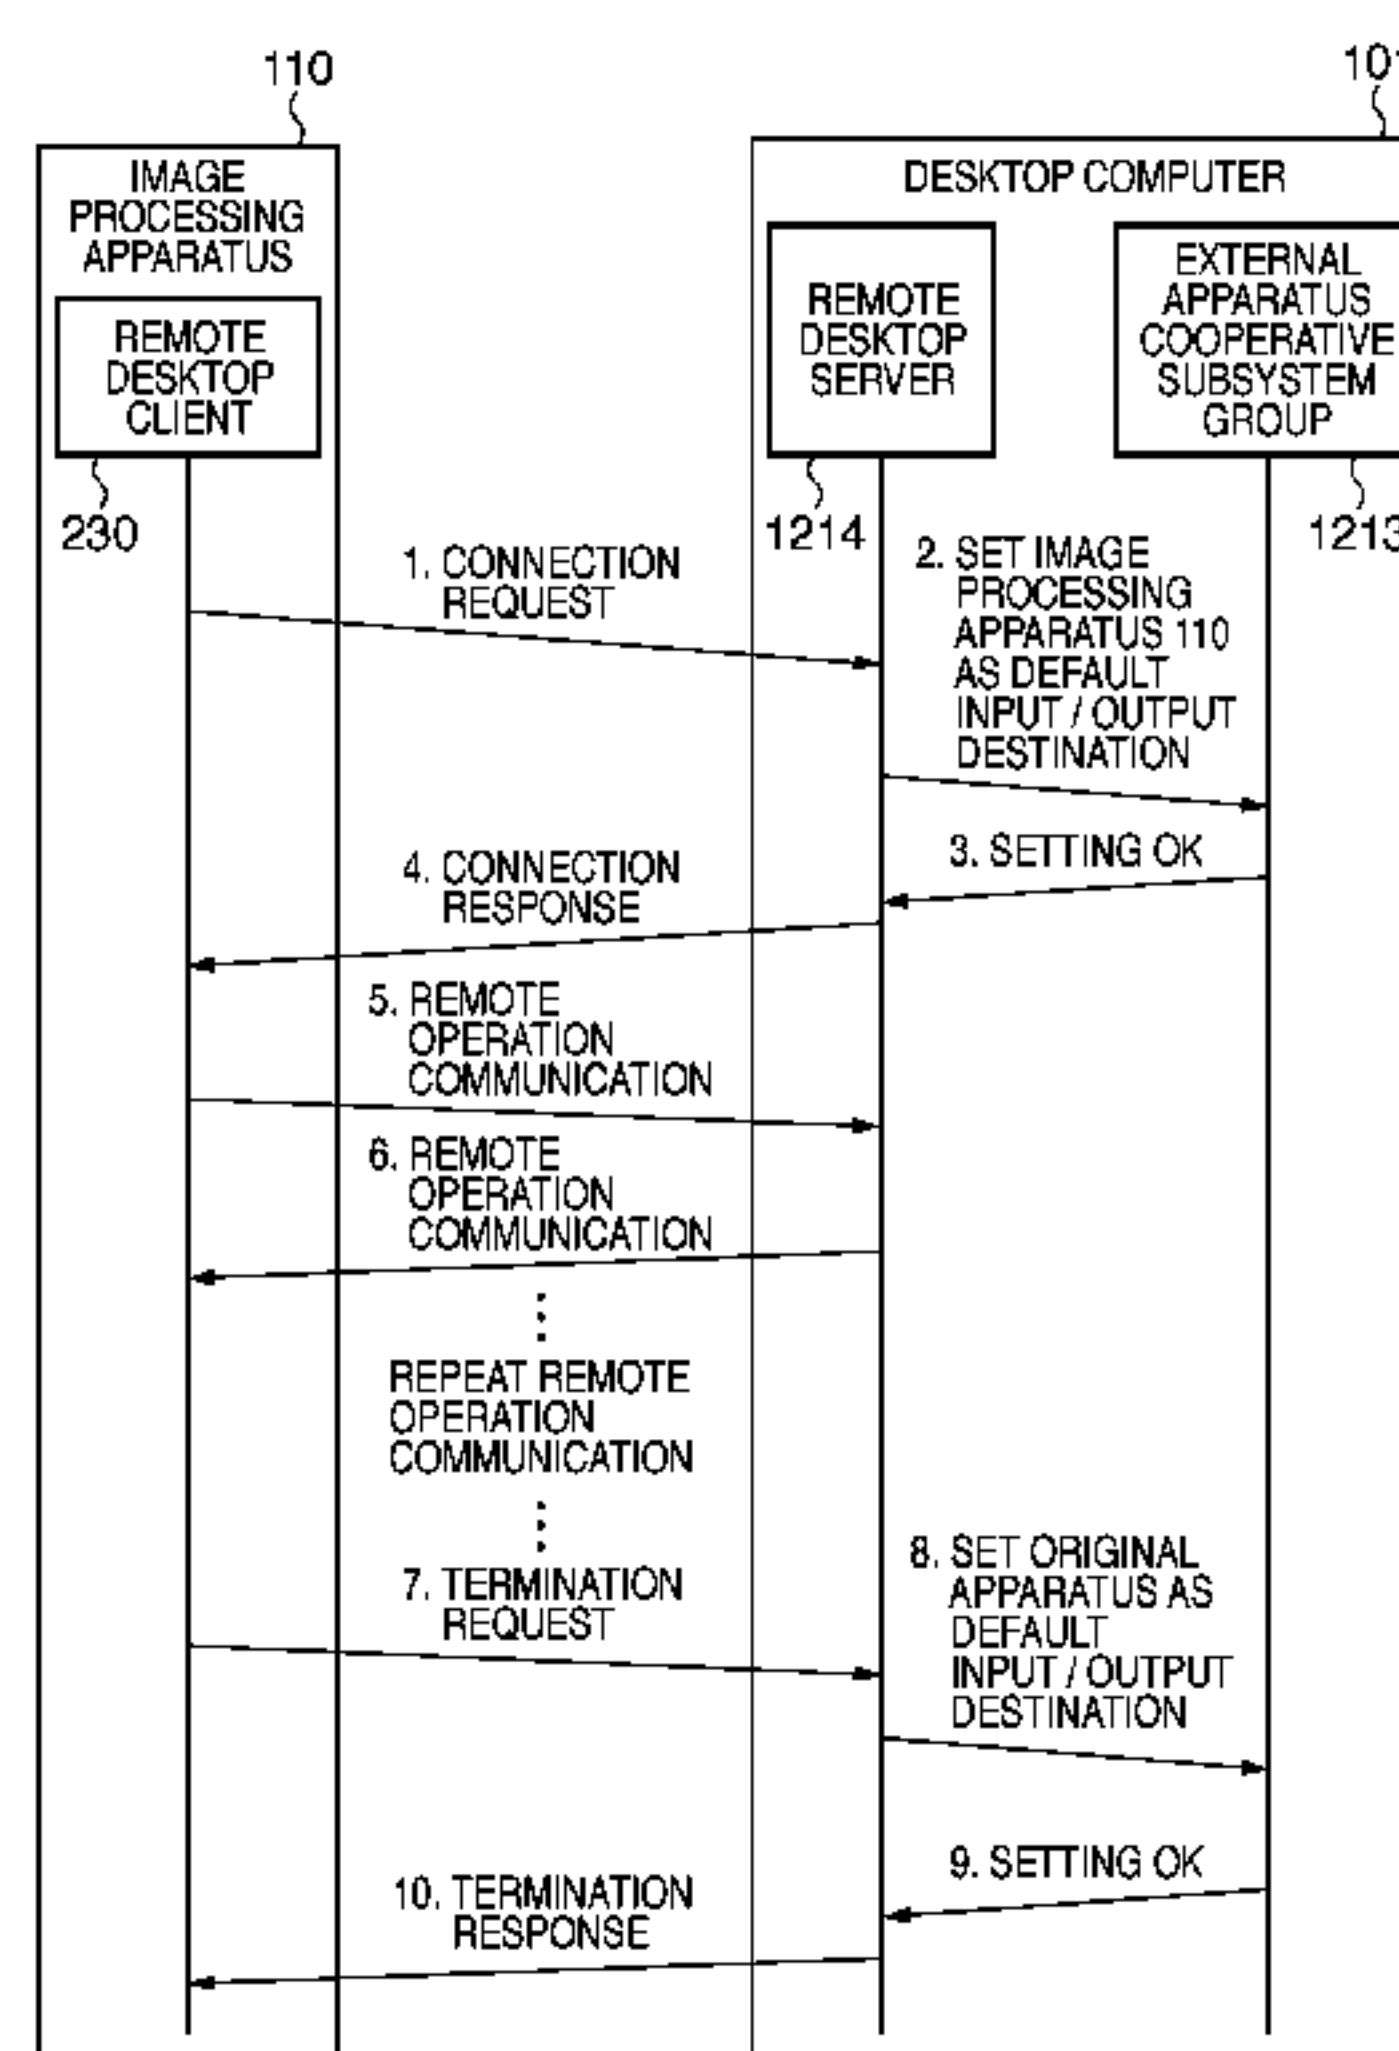 110
IMAGE
PROCESSING
APPARATUS
REMOTE
DESKTOP
CLIENT
230
DESKTOP COMPUTER
REMOTE
DESKTOP
SERVER
1214
EXTERNAL
APPARATUS
COOPERATIVE
SUBSYSTEM
GROUP
1213
1. CONNECTION
REQUEST
2. SET IMAGE
PROCESSING
APPARATUS 110
AS DEFAULT
INPUT / OUTPUT
DESTINATION
3. SETTING OK
4. CONNECTION
RESPONSE
5. REMOTE
OPERATION
COMMUNICATION
6. REMOTE
OPERATION
COMMUNICATION
REPEAT REMOTE
OPERATION
COMMUNICATION
7. TERMINATION
REQUEST
8. SET ORIGINAL
APPARATUS AS
DEFAULT
INPUT / OUTPUT
DESTINATION
9. SETTING OK
10. TERMINATION
RESPONSE